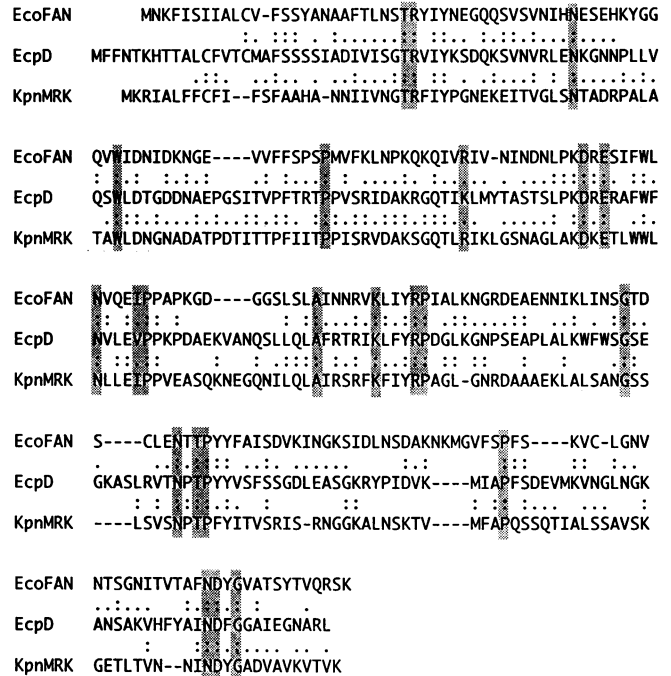 EcoFAN MNKFISIIALCV-FSSYANAAFTLNSTRYIYNEGQQSVSVNIHNESEHKYGG
EcpD MFFNTKHTTALCFVTCMAFSSSSIADIVISGTRVIYKSDQKSVNVRLENKGNNPLLV
KpnMRK MKRIALFFCFI--FSFAAHA-NNIIVNGTRFIYPGNEKEITVGLSNTADRPALA
EcoFAN QVWIDNIDKNGE----VVFFSPSPMVFKLNPKQKQIVRIV-NINDNLPKDRESIFWL
EcpD QSWLDTGDDNAEPGSITVPFTRTPPVSRIDAKRGQTIKLMYTASTSLPKDRERAFWF
KpnMRK TAWLDNGNADATPDTITTPFIITPPISRVDAKSGQTLRIKLGSNAGLAKDKETLWWL
EcoFAN NVQEIPPAPKGD----GGSLSLAINNRVKLIYRPIALKNGRDEAENNIKLINSGTD
EcpD NVLEVPPKPDAEKVANQSLLQLAFRTRIKLFYRPDGLKGNPSEAPLALKWFWSGSE
KpnMRK NLLEIPPVEASQKNEGQNILQLAIRSRFKFIYRPAGL-GNRDAAAEKLALSANGSS
EcoFAN S----CLENTTPYYFAISDVKINGKSIDLNSDAKNKMGVFSPFS----KVC-LGNV
EcpD GKASLRVTNPTPYYVSFSSGDLEASGKRYPIDVK----MIAPFSDEVMKVNGLNGK
KpnMRK ----LSVSNPTPFYITVSRIS-RNGGKALNSKTV----MFAPQSSQTIALSSAVSK
EcoFAN NTSGNITVTAFNDYGVATSYTVQRSK
EcpD ANSAKVHFYAINDFGGAIEGNARL
KpnMRK GETLTVN--NINDYGADVAVKVTVK